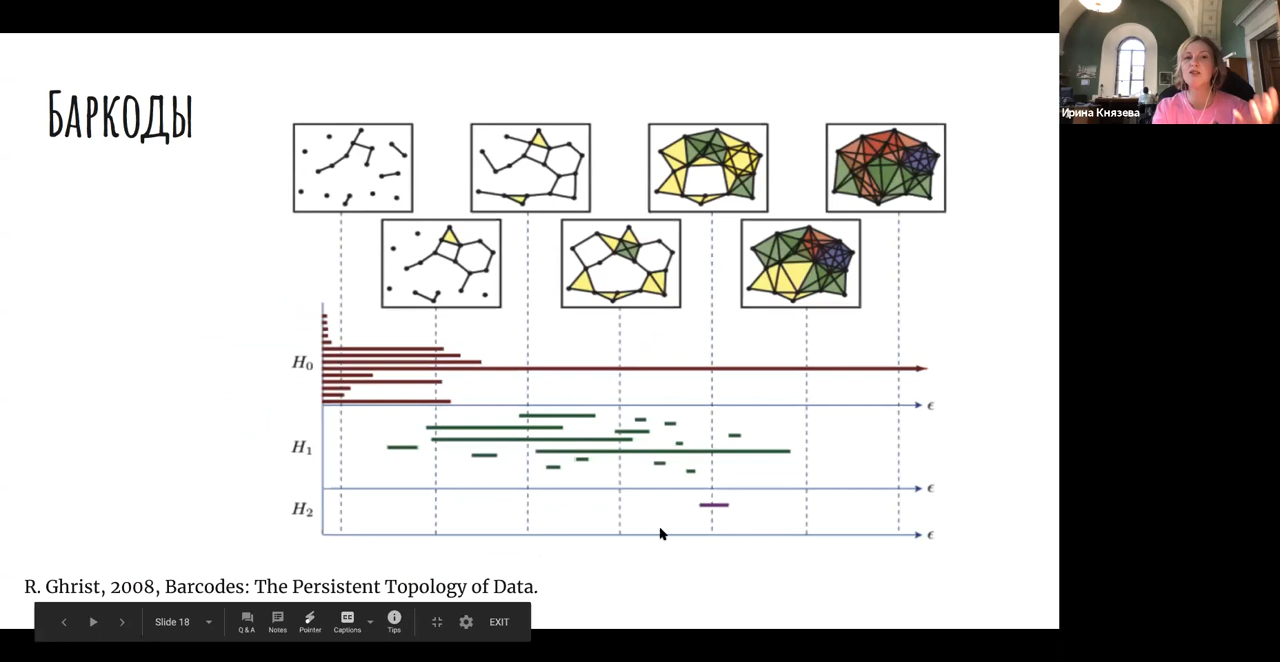 Баркоды
Ирина Князева
H₀
ϵ
H₁
ϵ
H₂
ϵ
R. Ghrist, 2008, Barcodes: The Persistent Topology of Data.
Slide 18
Q & A
Notes
Pointer
Captions
Tips
EXIT